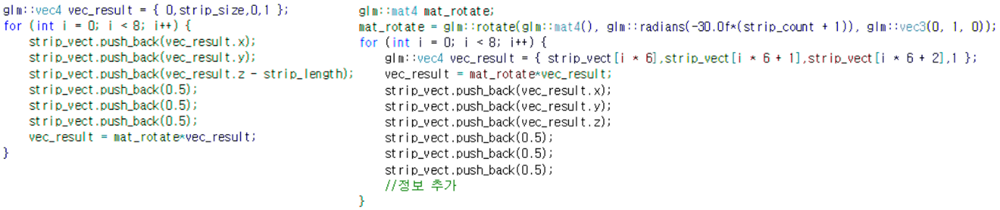 glm::vec4 vec_result = { 0,strip_size,0,1 };
for (int i = 0; i < 8; i++) {
strip_vect.push_back(vec_result.x);
strip_vect.push_back(vec_result.y);
strip_vect.push_back(vec_result.z - strip_length);
strip_vect.push_back(0.5);
strip_vect.push_back(0.5);
strip_vect.push_back(0.5);
vec_result = mat_rotate*vec_result;
}
glm::mat4 mat_rotate;
mat_rotate = glm::rotate(glm::mat4(), glm::radians(-30.0f*(strip_count + 1)), glm::vec3(0, 1, 0));
for (int i = 0; i < 8; i++) {
glm::vec4 vec_result = { strip_vect[i * 6],strip_vect[i * 6 + 1],strip_vect[i * 6 + 2],1 };
vec_result = mat_rotate*vec_result;
strip_vect.push_back(vec_result.x);
strip_vect.push_back(vec_result.y);
strip_vect.push_back(vec_result.z);
strip_vect.push_back(0.5);
strip_vect.push_back(0.5);
strip_vect.push_back(0.5);
//정보 추가
}